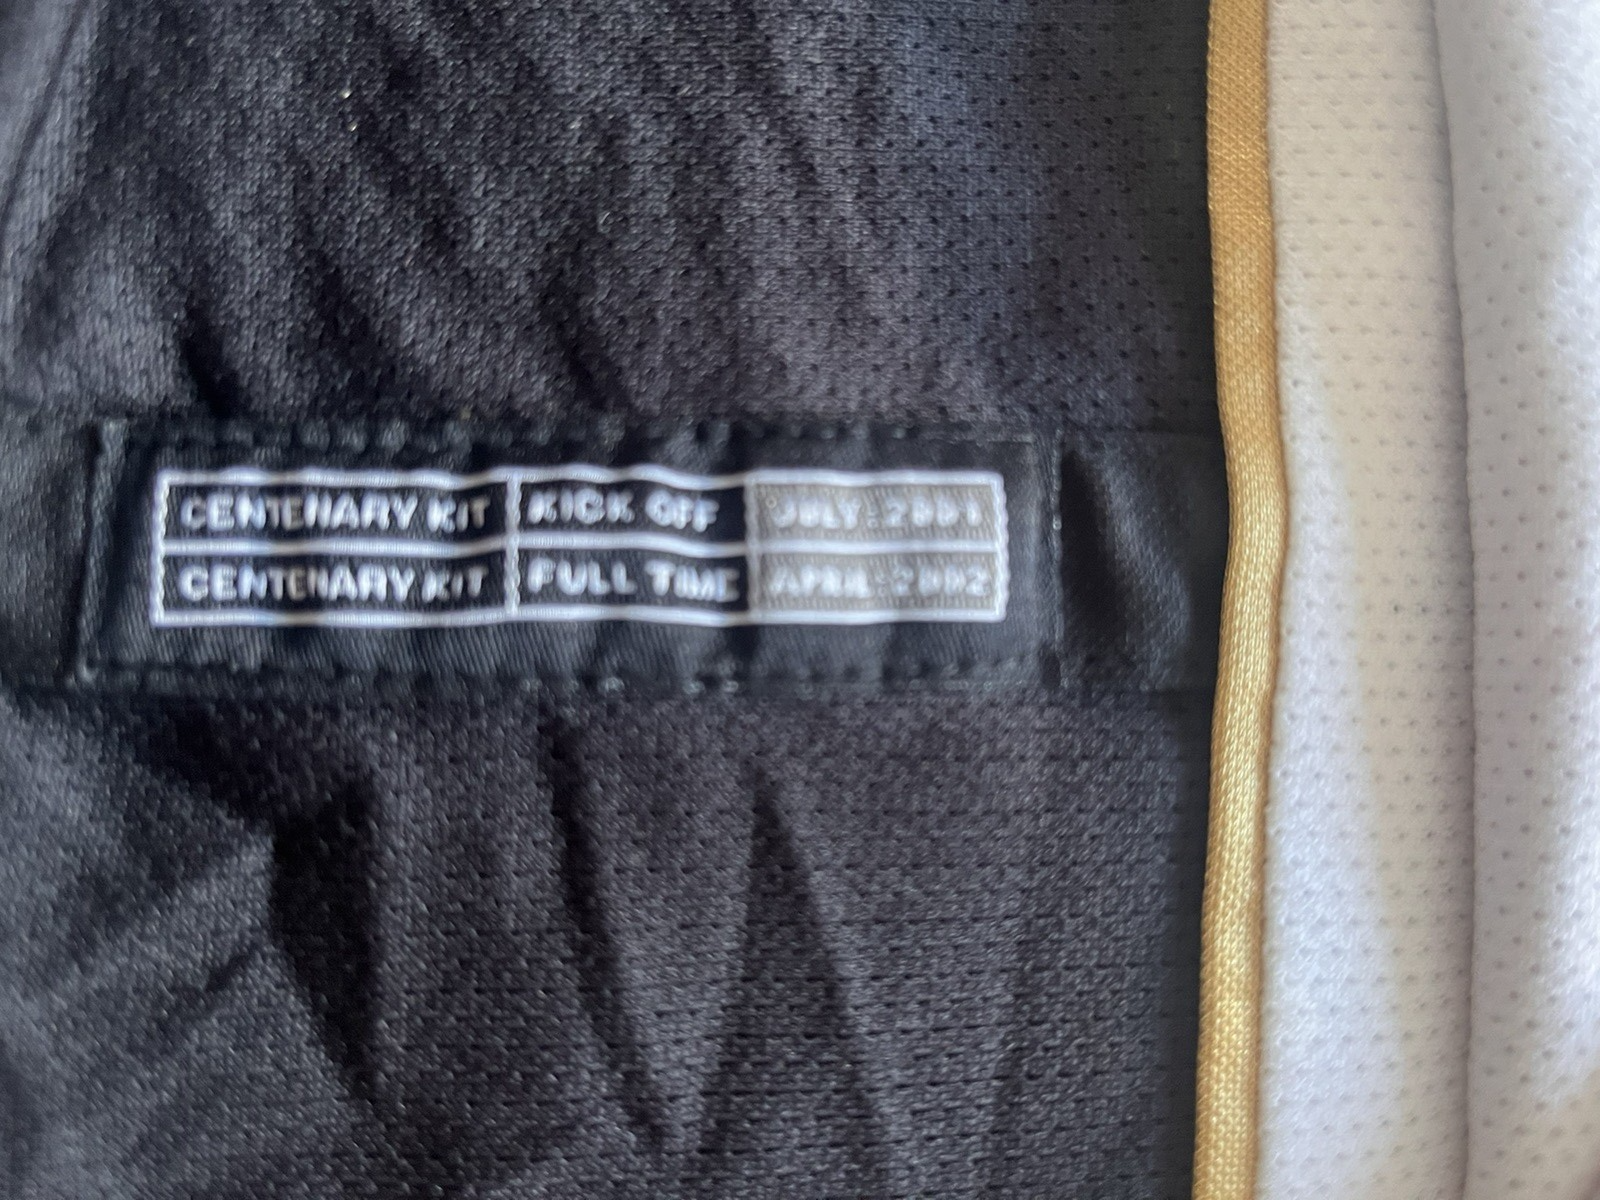 CENTENARY KIT KICK OFF JULY:2001
CENTENARY KIT FULL TIME APRIL:2002